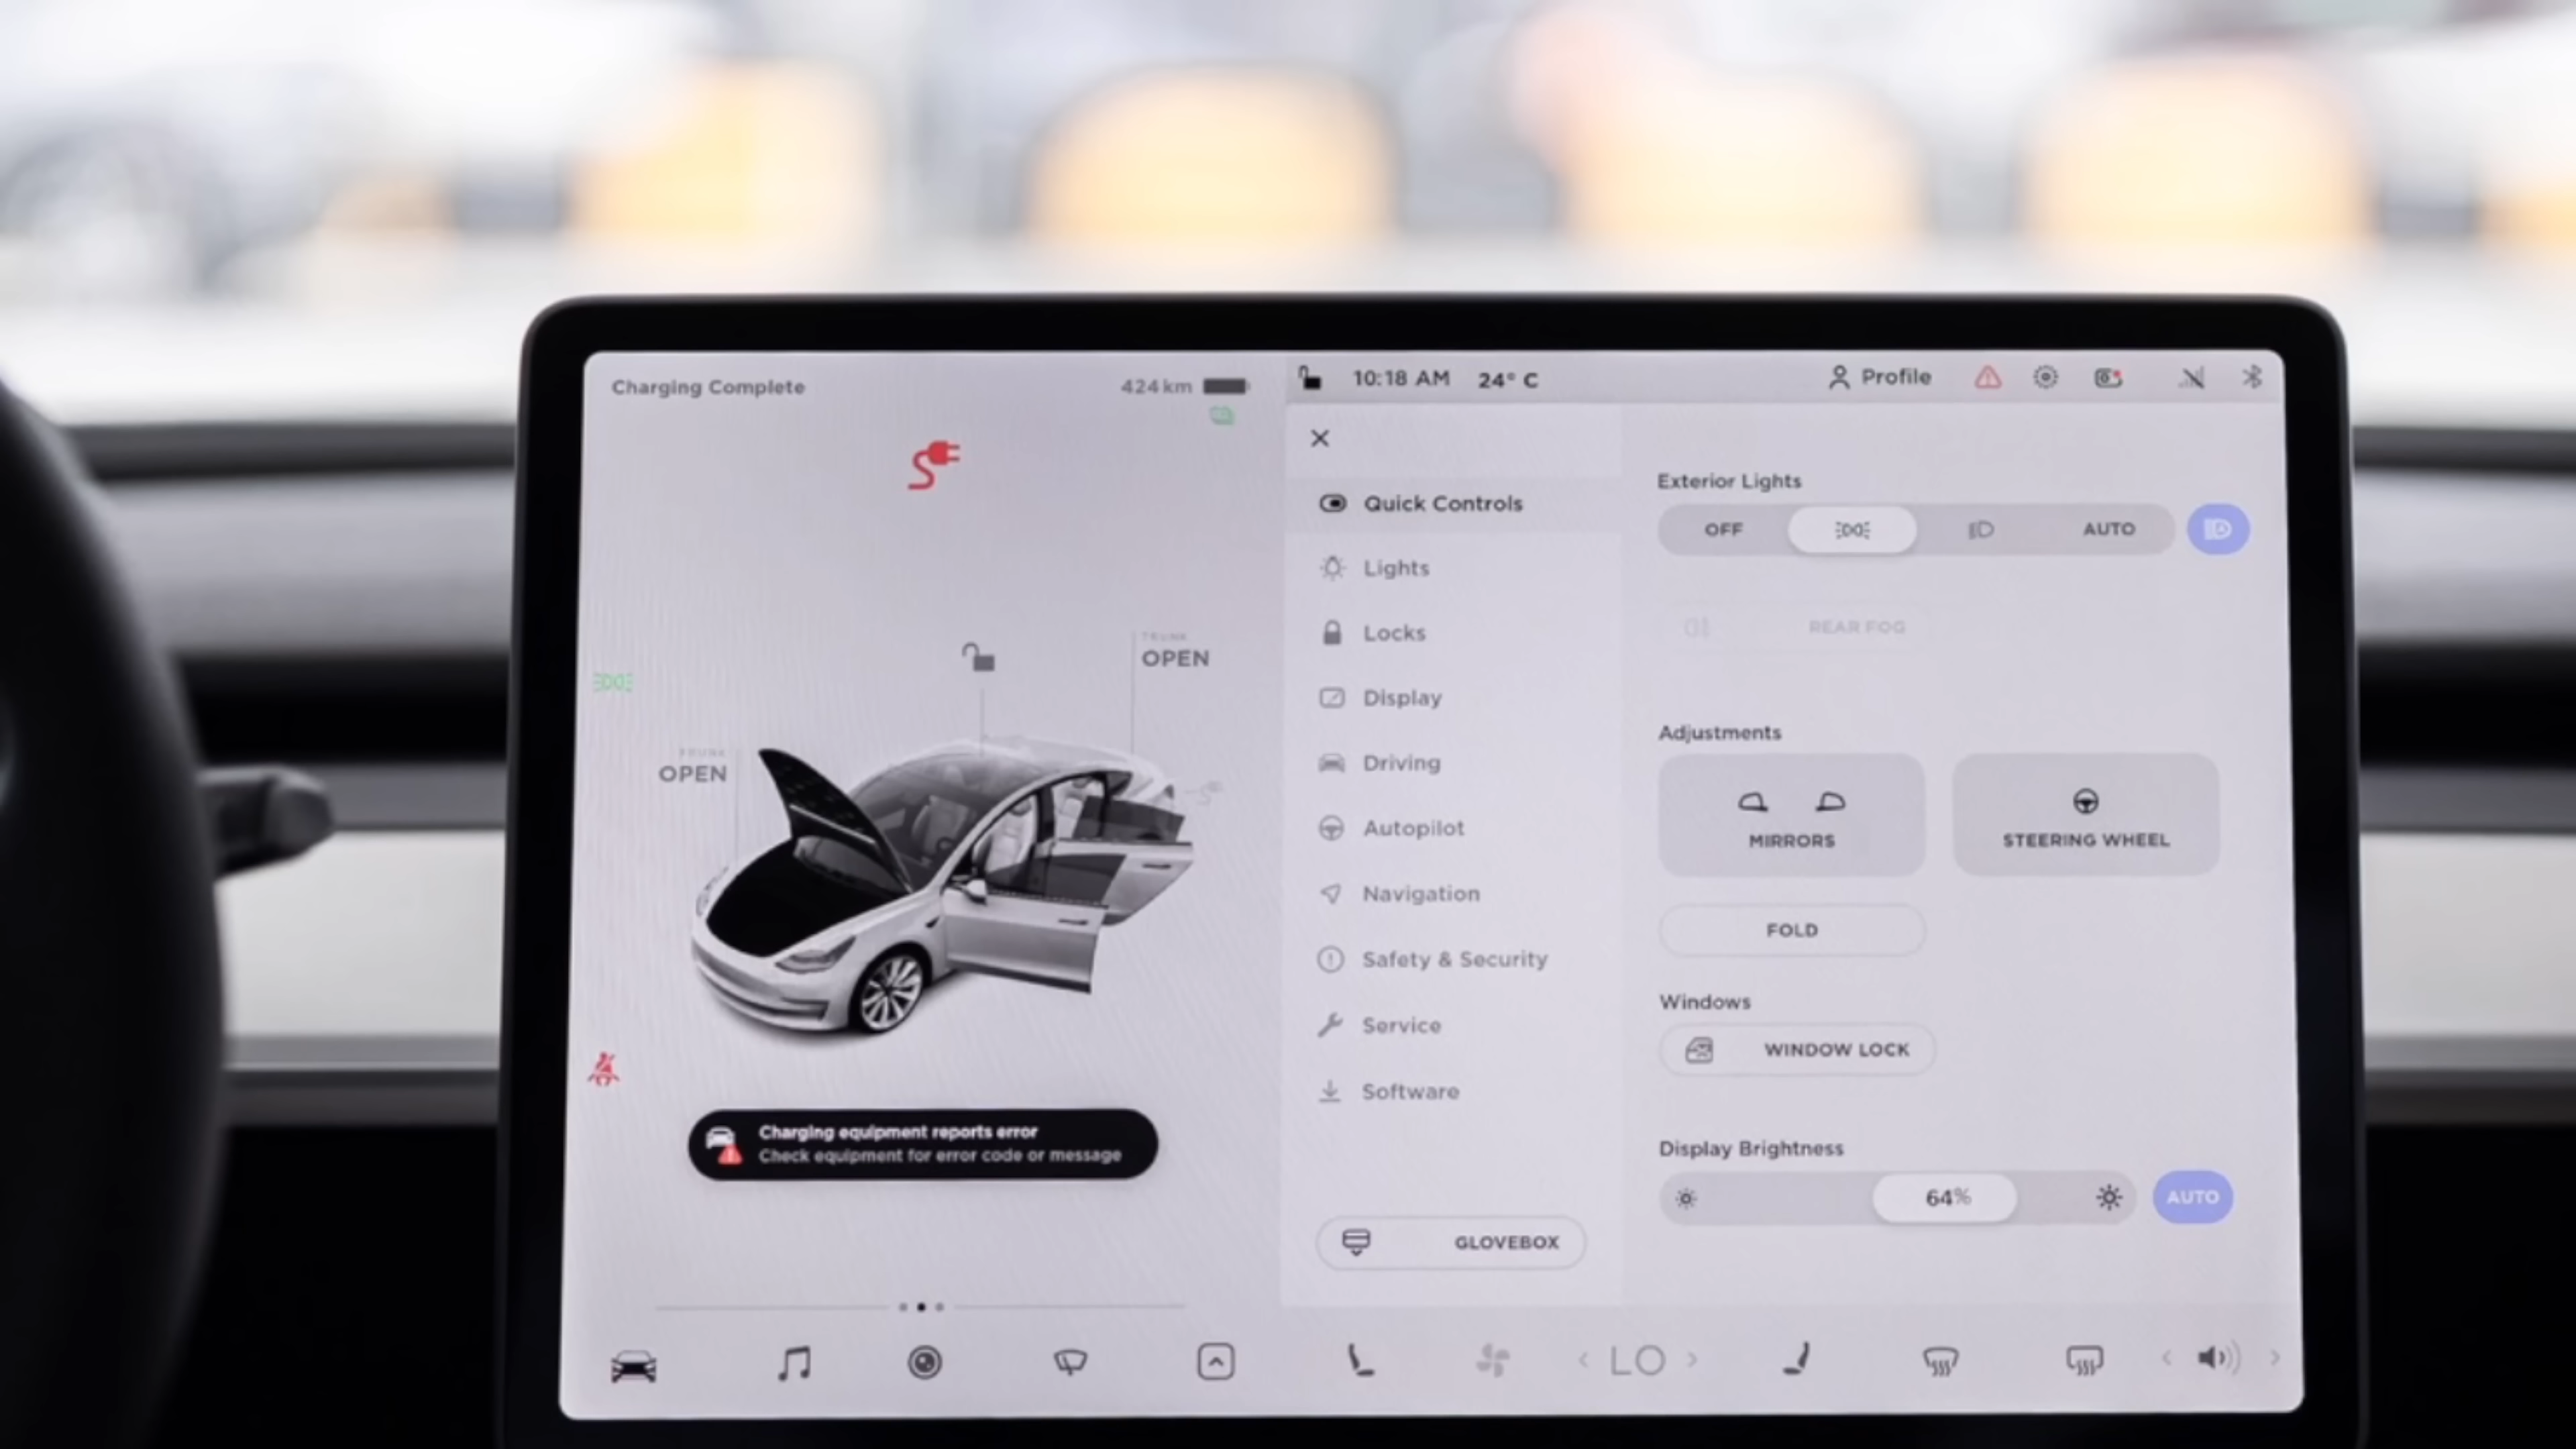 Charging Complete
424 km
10:18 AM
24° C
Profile
Quick Controls
Lights
Locks
Display
Driving
Autopilot
Navigation
Safety & Security
Service
Software
GLOVEBOX
Exterior Lights
OFF
AUTO
REAR FOG
Adjustments
MIRRORS
STEERING WHEEL
FOLD
Windows
WINDOW LOCK
Display Brightness
64%
AUTO
TRUNK
OPEN
FRUNK
OPEN
Charging equipment reports error
Check equipment for error code or message
LO